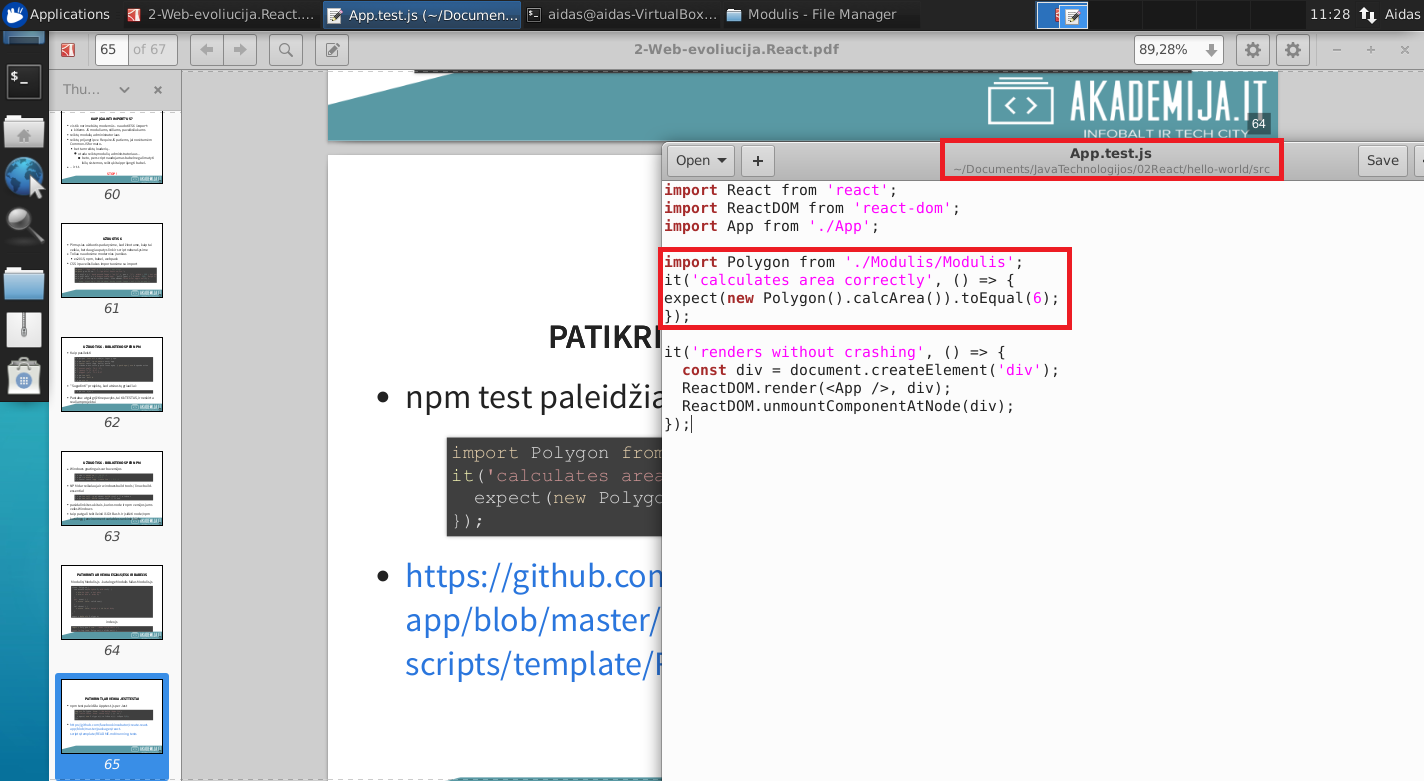 Applications
2-Web-evoliucija.React....
App.test.js (~/Documen...
aidas@aidas-VirtualBox...
Modulis - File Manager
11:28
Aidas
65
of 67
2-Web-evoliucija.React.pdf
89,28%
Thu...
60
61
62
63
64
65
AKADEMIJA.IT
INFOBALT IR TECH CITY
64
PATIKRI
npm test paleidžia
import Polygon from
it('calculates area
expect(new Polygo
});
https://github.con
app/blob/master/
scripts/template/
Open
+
App.test.js
~/Documents/JavaTechnologijos/02React/hello-world/src
Save
import React from 'react';
import ReactDOM from 'react-dom';
import App from './App';
import Polygon from './Modulis/Modulis';
it('calculates area correctly', () => {
expect(new Polygon().calcArea()).toEqual(6);
});
it('renders without crashing', () => {
const div = document.createElement('div');
ReactDOM.render(<App />, div);
ReactDOM.unmountComponentAtNode(div);
});